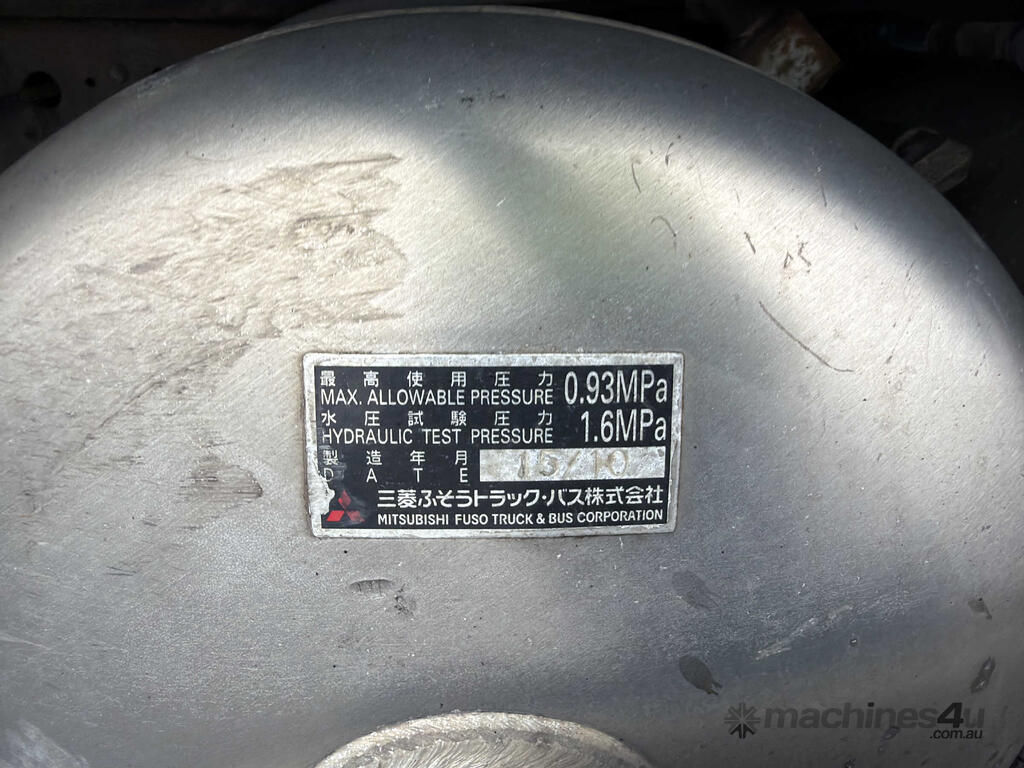 最高使用圧力 0.93MPa
MAX. ALLOWABLE PRESSURE
水圧試験圧力 1.6MPa
HYDRAULIC TEST PRESSURE
製造年月 15/10
DATE
三菱ふそうトラック・バス株式会社
MITSUBISHI FUSO TRUCK & BUS CORPORATION
machines4u
.com.au